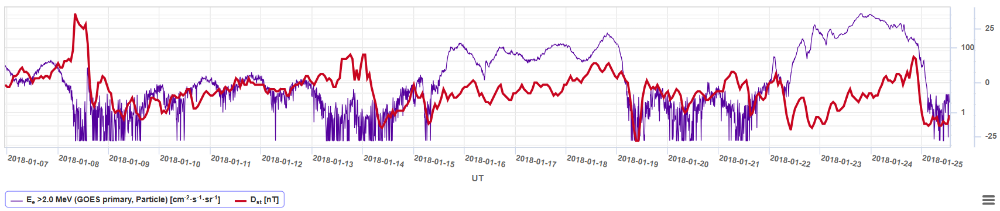 25
100
0
1
-25
2018-01-07 2018-01-08 2018-01-09 2018-01-10 2018-01-11 2018-01-12 2018-01-13 2018-01-14 2018-01-15 2018-01-16 2018-01-17 2018-01-18 2018-01-19 2018-01-20 2018-01-21 2018-01-22 2018-01-23 2018-01-24 2018-01-25
UT
Ee >2.0 MeV (GOES primary, Particle) [cm-2·s-1·sr-1] Dst [nT]